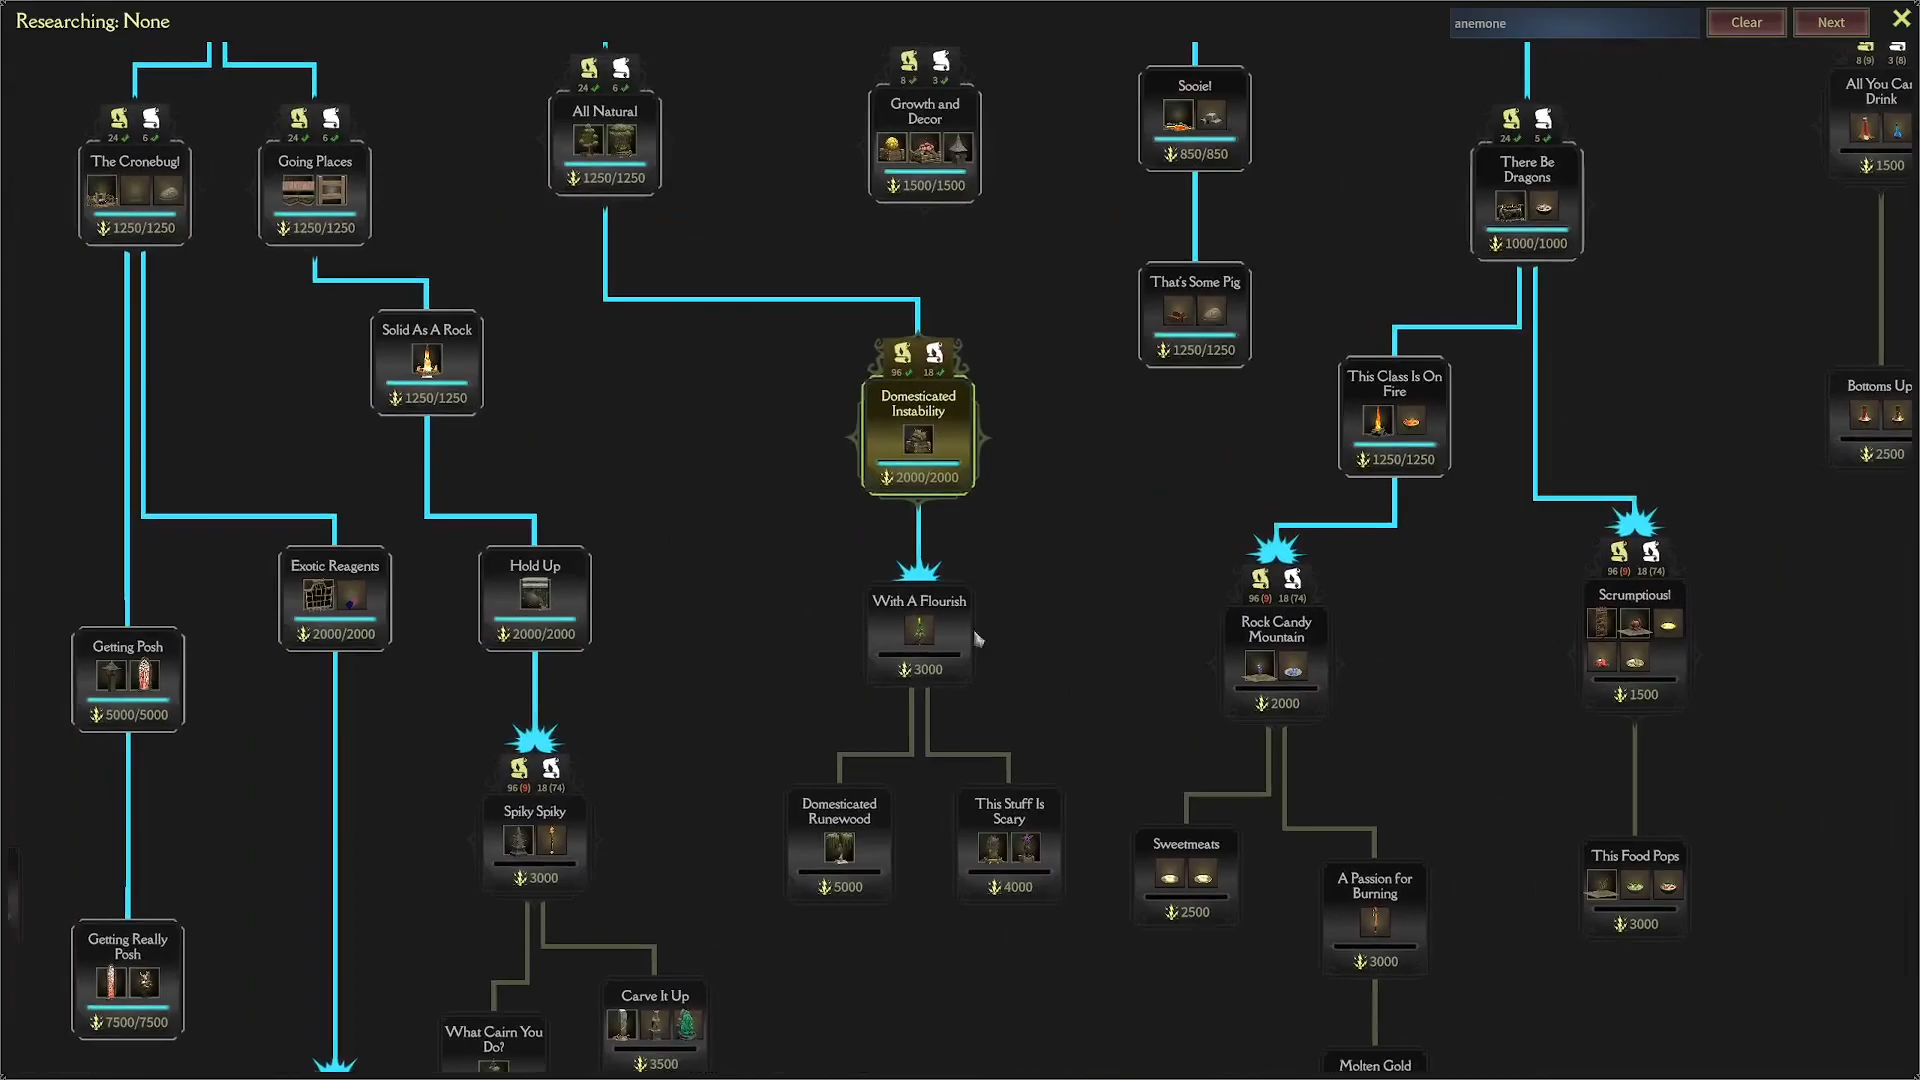 Researching: None
anemone
Clear
Next
8 (9) 3 (8)
All You Can
Drink
1500
Bottoms Up
2500
24 6
The Cronebug!
1250/1250
24 6
Going Places
1250/1250
24 6
All Natural
1250/1250
8 3
Growth and
Decor
1500/1500
Sooie!
850/850
24 5
There Be
Dragons
1000/1000
Solid As A Rock
1250/1250
That's Some Pig
1250/1250
96 18
Domesticated
Instability
2000/2000
This Class Is On
Fire
1250/1250
Exotic Reagents
2000/2000
Hold Up
2000/2000
With A Flourish
3000
96 (9) 18 (74)
Rock Candy
Mountain
2000
96 (9) 18 (74)
Scrumptious!
1500
Getting Posh
5000/5000
96 (9) 18 (74)
Spiky Spiky
3000
Domesticated
Runewood
5000
This Stuff Is
Scary
4000
Sweetmeats
2500
A Passion for
Burning
3000
This Food Pops
3000
Getting Really
Posh
7500/7500
What Cairn You
Do?
Carve It Up
3500
Molten Gold